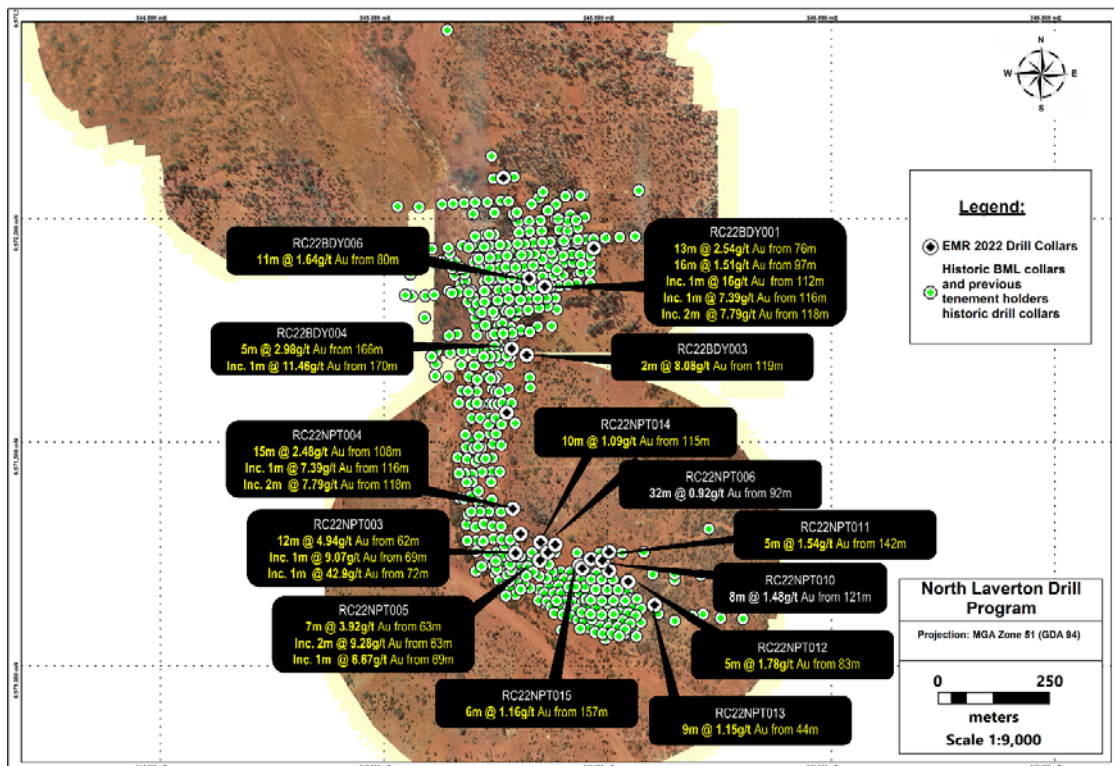 345,000 mE
N
W E
S
Legend:
EMR 2022 Drill Collars
Historic BML collars
and previous
tenement holders
historic drill collars
RC22BDY006
11m @ 1.64g/t Au from 80m
RC22BDY001
13m @ 2.54g/t Au from 76m
16m @ 1.51g/t Au from 97m
Inc. 1m @ 16g/t Au from 112m
Inc. 1m @ 7.39g/t Au from 116m
Inc. 2m @ 7.79g/t Au from 118m
RC22BDY004
5m @ 2.98g/t Au from 166m
Inc. 1m @ 11.46g/t Au from 170m
RC22BDY003
2m @ 8.08g/t Au from 119m
RC22NPT014
10m @ 1.09g/t Au from 115m
RC22NPT004
15m @ 2.48g/t Au from 108m
Inc. 1m @ 7.39g/t Au from 116m
Inc. 2m @ 7.79g/t Au from 118m
RC22NPT006
32m @ 0.92g/t Au from 92m
RC22NPT003
12m @ 4.94g/t Au from 62m
Inc. 1m @ 9.07g/t Au from 69m
Inc. 1m @ 42.9g/t Au from 72m
RC22NPT011
5m @ 1.54g/t Au from 142m
RC22NPT010
8m @ 1.48g/t Au from 121m
RC22NPT005
7m @ 3.92g/t Au from 63m
Inc. 2m @ 9.28g/t Au from 63m
Inc. 1m @ 6.67g/t Au from 69m
RC22NPT012
5m @ 1.78g/t Au from 83m
RC22NPT015
6m @ 1.16g/t Au from 157m
RC22NPT013
9m @ 1.15g/t Au from 44m
North Laverton Drill
Program
Projection: MGA Zone 51 (GDA 94)
0 250
meters
Scale 1:9,000